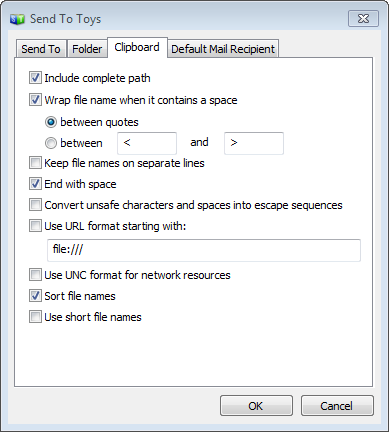 Send To Toys
Send To Folder Clipboard Default Mail Recipient
Include complete path
Wrap file name when it contains a space
between quotes
between < and >
Keep file names on separate lines
End with space
Convert unsafe characters and spaces into escape sequences
Use URL format starting with:
file:///
Use UNC format for network resources
Sort file names
Use short file names
OK Cancel